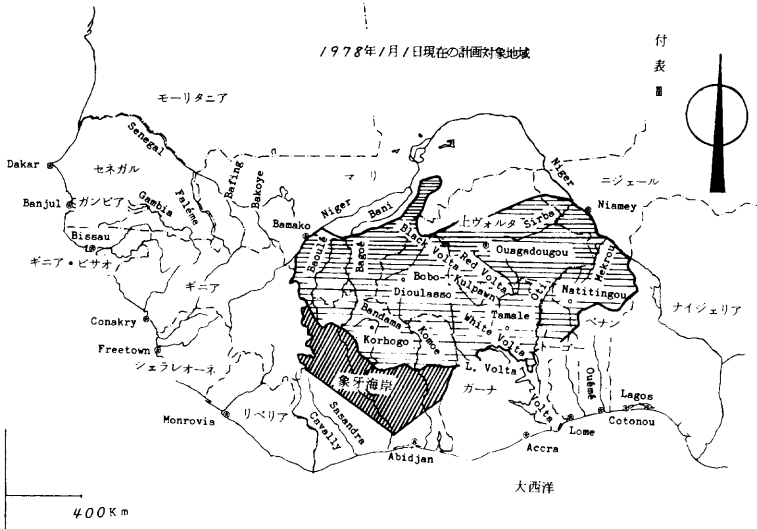 1978年1月1日現在の計画対象地域
付表
モーリタニア
Senegal
Dakar
セネガル
Bafing
Bakoye
マリ
Niger
ニジェール
Banjul
ガンビア
Gambia
Faléme
Niger
Bani
Niamey
上ヴォルタ
Sirba
Bissau
Bamako
Baoulé
Bagoé
Black Volta
Red Volta
Ouagadougou
Mekrou
ギニア・ビサオ
Bobo-Dioulasso
Kulpawn
Oti
Natitingou
ギニア
Bandama
Komoe
Tamale
ナイジェリア
Conakry
Korhogo
White Volta
ベナン
Freetown
トーゴー
シェラレオーネ
象牙海岸
L. Volta
ガーナ
Ouémé
Lagos
Monrovis
リベリア
Cavally
Sasandra
Volta
Cotonou
Lome
Abidjan
Accra
大西洋
400Km